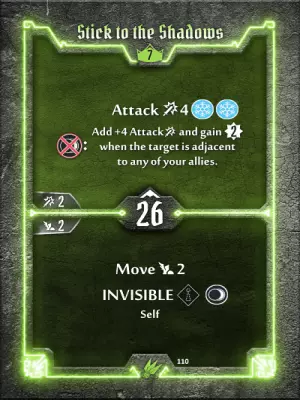 Stick to the Shadows
7
Attack 4
Add +4 Attack and gain 2
: when the target is adjacent
to any of your allies.
2
26
2
Move 2
INVISIBLE
Self
110